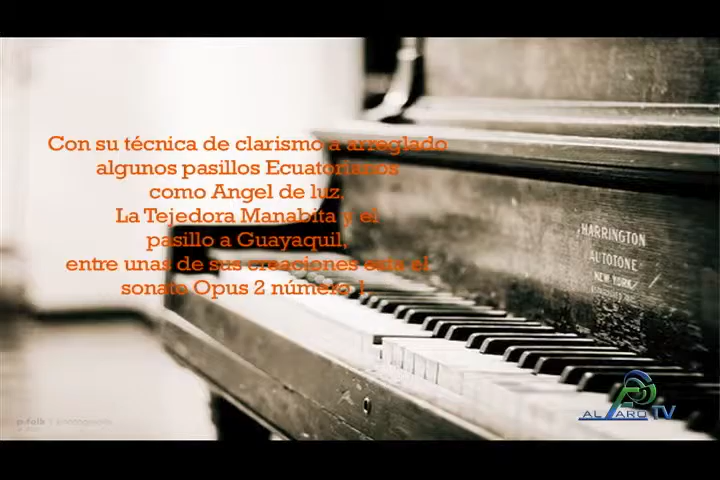 Con su técnica de clarismo a arreglado
algunos pasillos Ecuatorianos
como Angel de luz,
La Tejedora Manabita y el
pasillo a Guayaquil,
entre unas de sus creaciones esta el
sonato Opus 2 número 1
HARRINGTON
AUTOTONE
NEW YORK
ALFARO TV